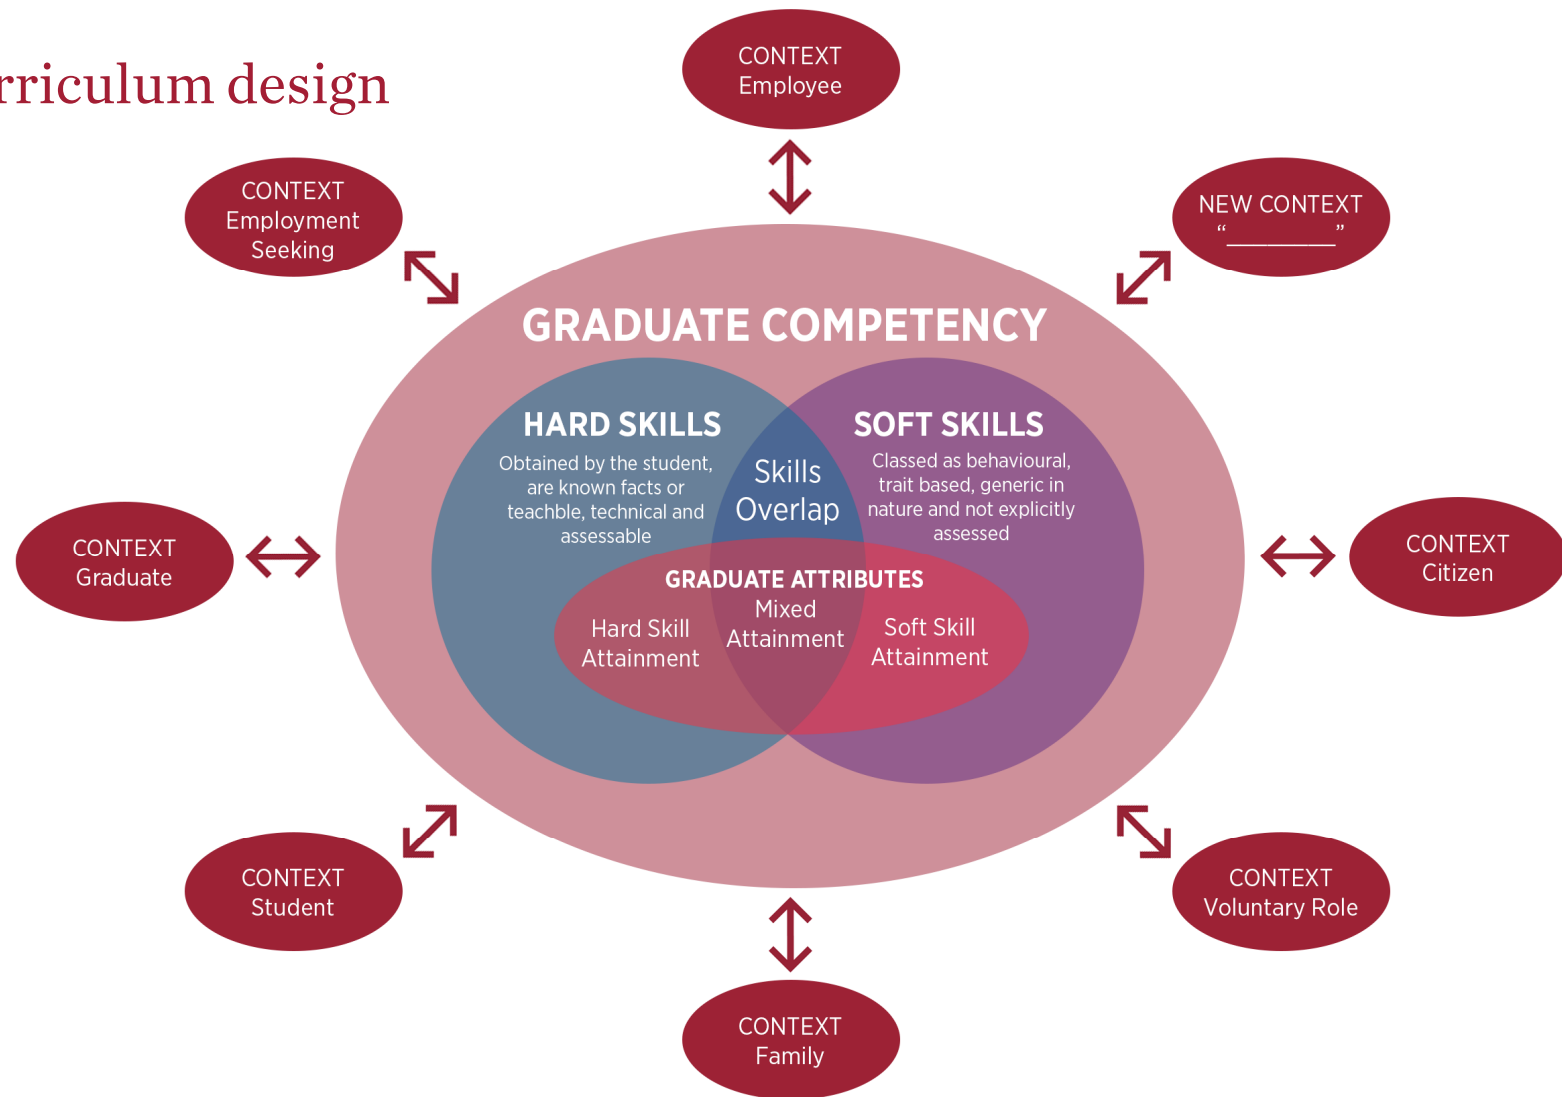 rriculum design
CONTEXT
Employee
CONTEXT
Employment
Seeking
NEW CONTEXT
“_________”
GRADUATE COMPETENCY
HARD SKILLS
Obtained by the student,
are known facts or
teachble, technical and
assessable
Skills
Overlap
SOFT SKILLS
Classed as behavioural,
trait based, generic in
nature and not explicitly
assessed
CONTEXT
Graduate
CONTEXT
Citizen
GRADUATE ATTRIBUTES
Hard Skill
Attainment
Mixed
Attainment
Soft Skill
Attainment
CONTEXT
Student
CONTEXT
Voluntary Role
CONTEXT
Family